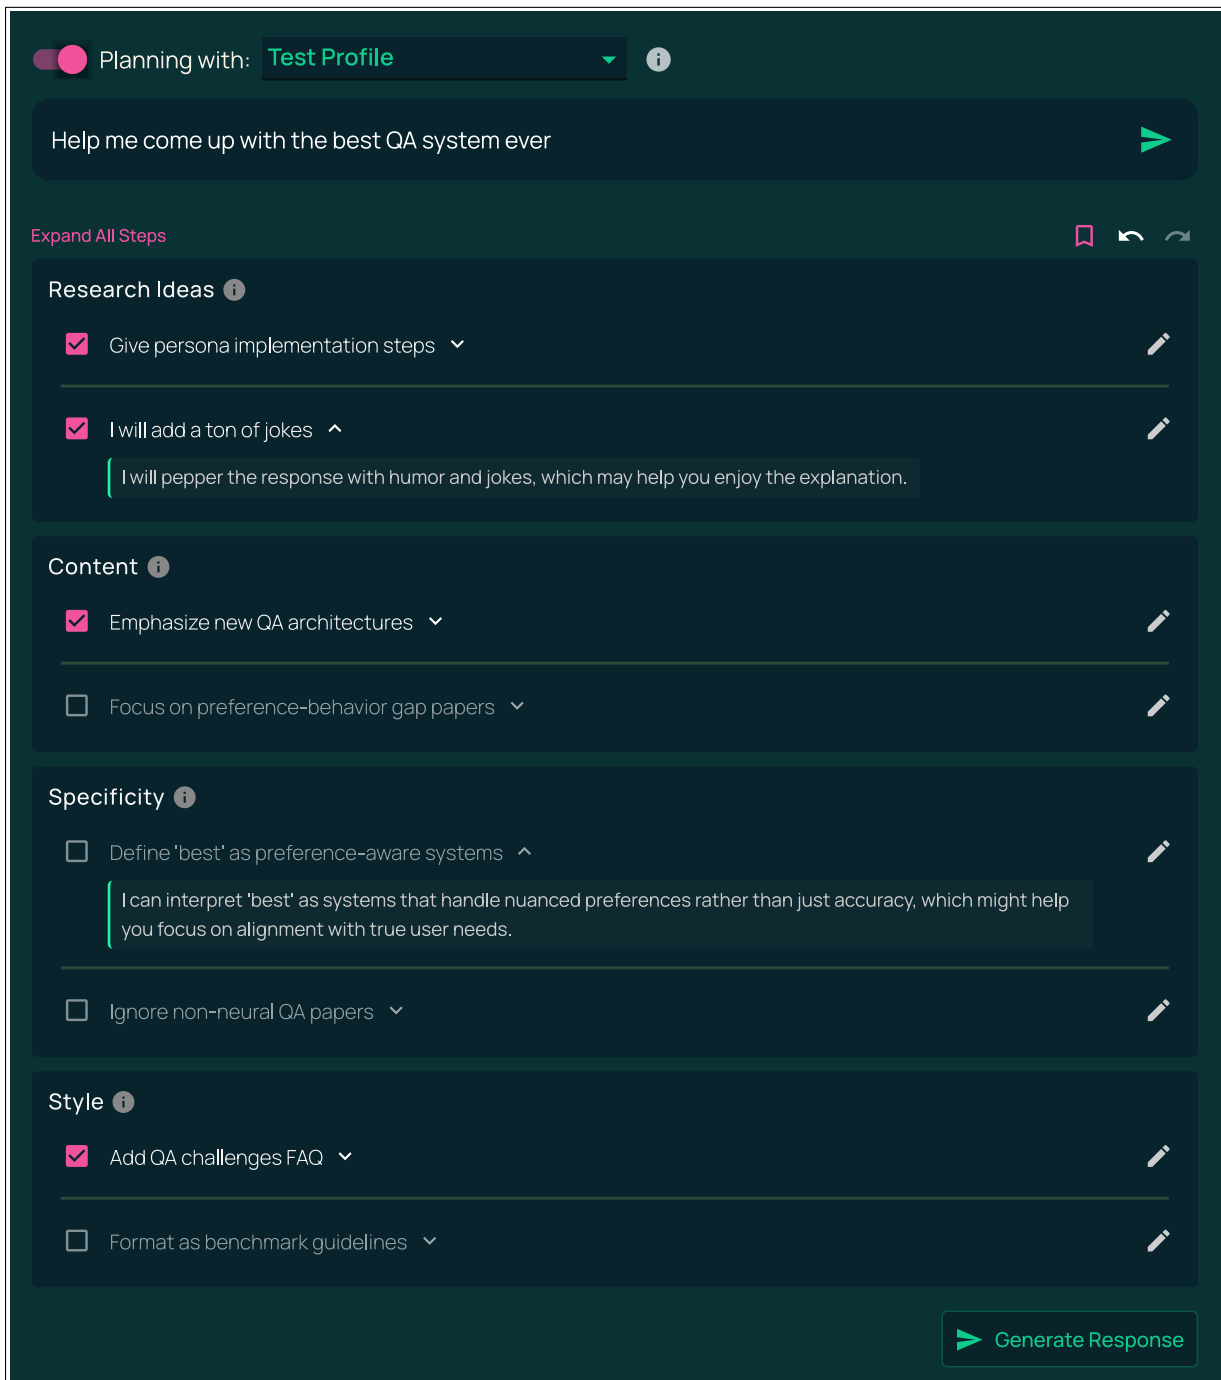 Planning with: Test Profile
Help me come up with the best QA system ever
Expand All Steps
Research Ideas
Give persona implementation steps
I will add a ton of jokes
I will pepper the response with humor and jokes, which may help you enjoy the explanation.
Content
Emphasize new QA architectures
Focus on preference-behavior gap papers
Specificity
Define 'best' as preference-aware systems
I can interpret 'best' as systems that handle nuanced preferences rather than just accuracy, which might help
you focus on alignment with true user needs.
Ignore non-neural QA papers
Style
Add QA challenges FAQ
Format as benchmark guidelines
Generate Response